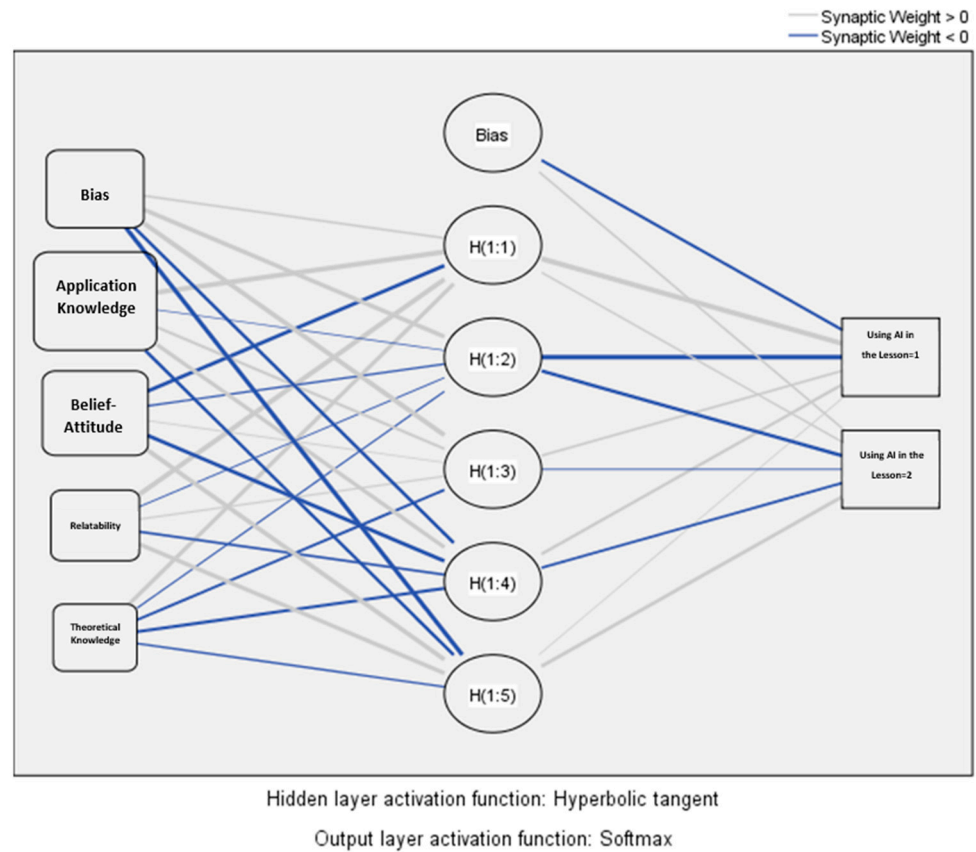 Synaptic Weight > 0
Synaptic Weight < 0
Bias
Application
Knowledge
Belief-
Attitude
Relatability
Theoretical
Knowledge
Bias
H(1:1)
H(1:2)
H(1:3)
H(1:4)
H(1:5)
Using AI in
the Lesson=1
Using AI in the
Lesson=2
Hidden layer activation function: Hyperbolic tangent
Output layer activation function: Softmax